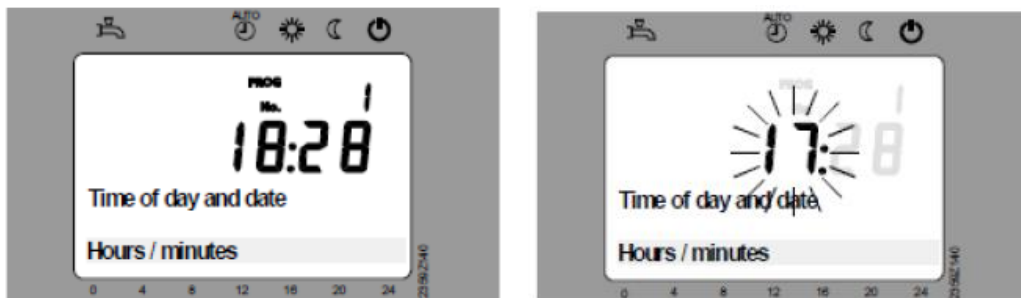 AUTO
PROG
No. 1
18:28
Time of day and date
Hours / minutes
0 4 8 12 16 20 24
2359Z140
AUTO
1
17:28
Time of day and date
Hours / minutes
0 4 8 12 16 20 24
2359Z140